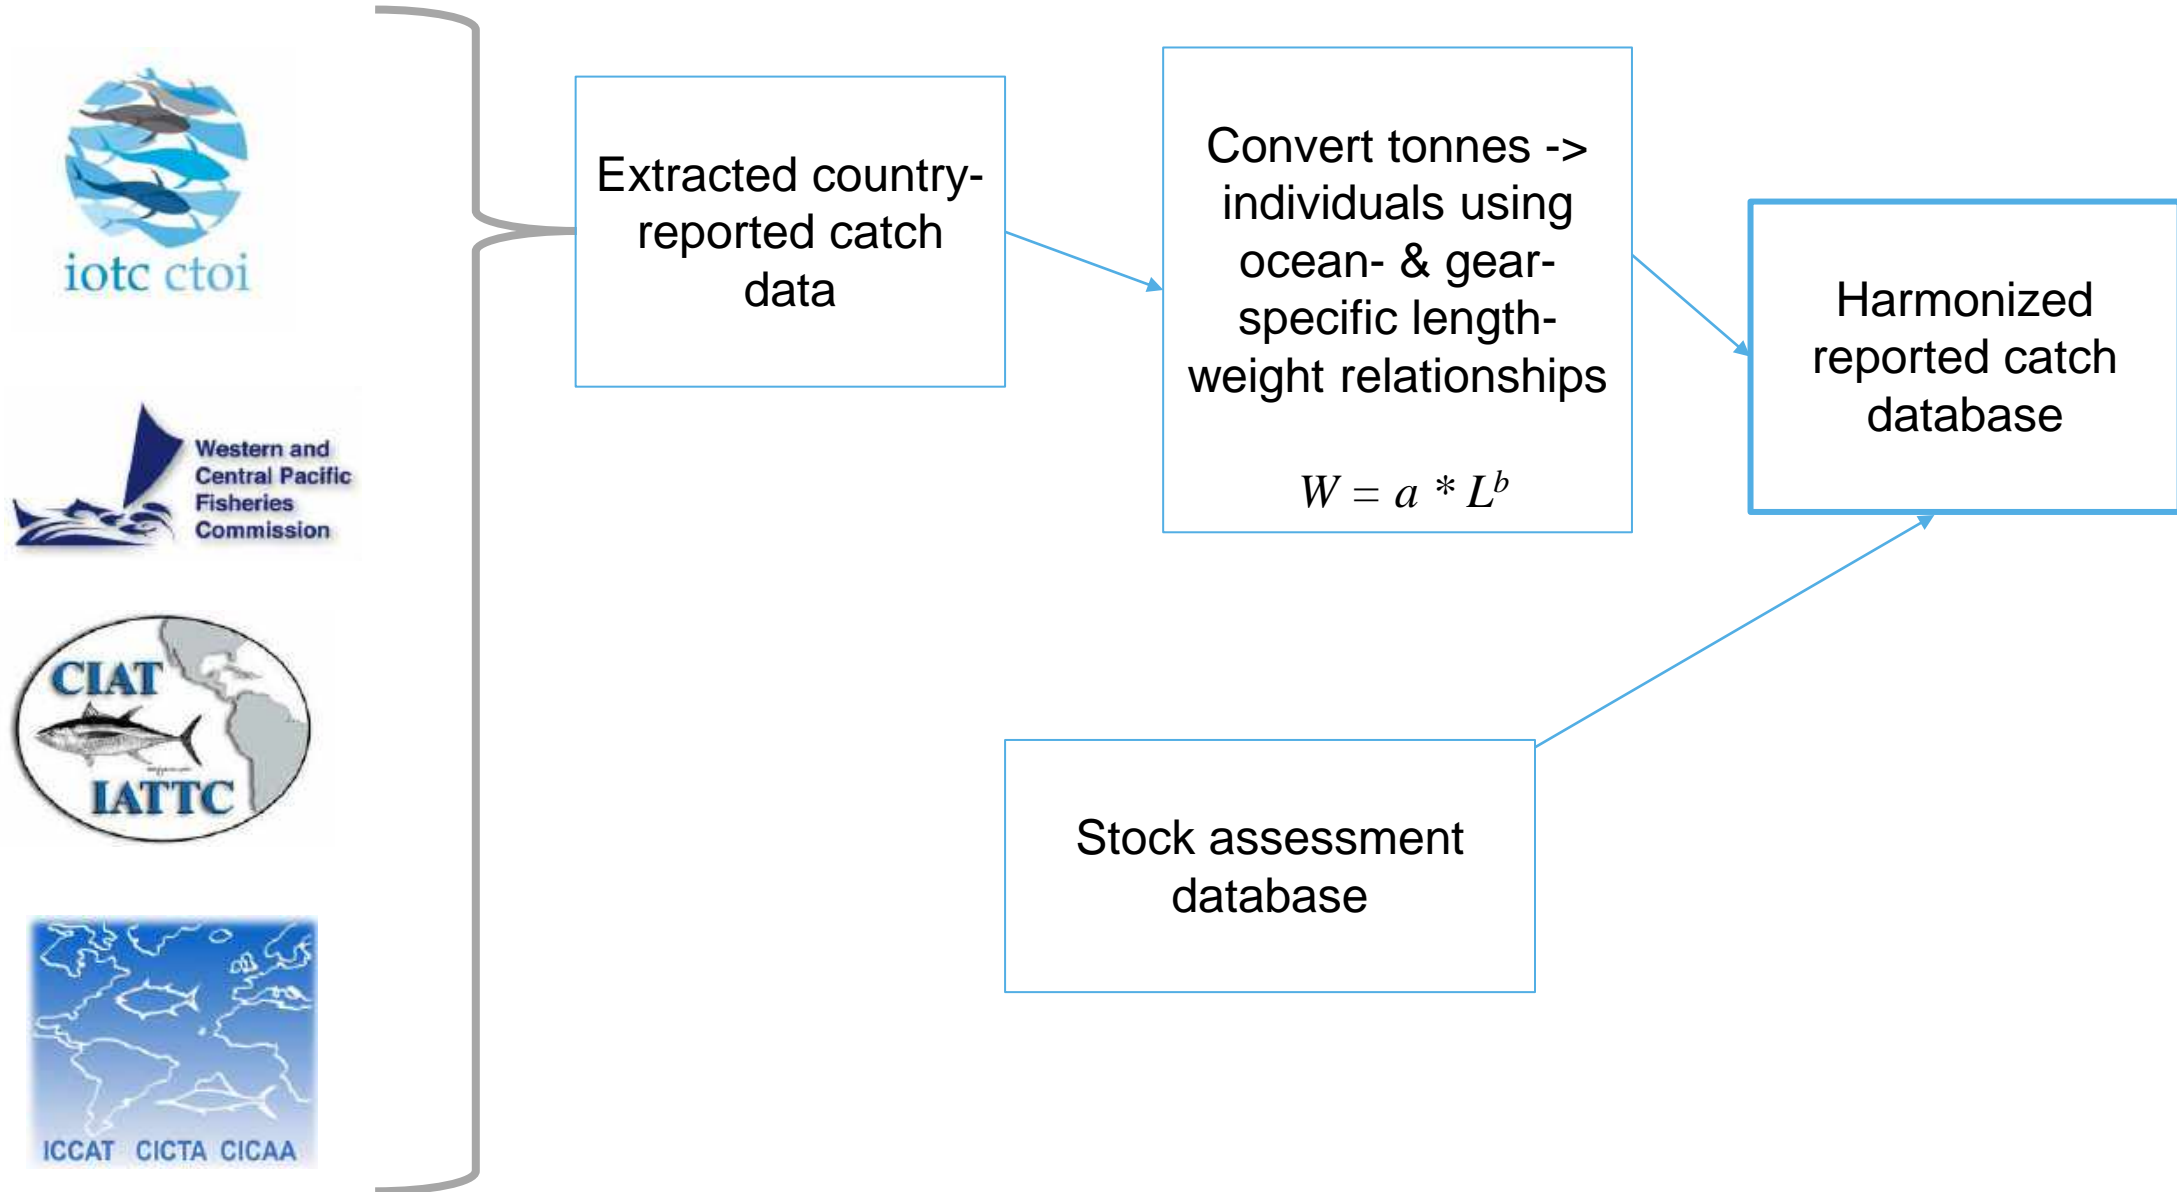 iotc ctoi
Western and
Central Pacific
Fisheries
Commission
CIAT
IATTC
ICCAT CICTA CICAA
Extracted country-
reported catch
data
Convert tonnes ->
individuals using
ocean- & gear-
specific length-
weight relationships
W = a * L^b
Harmonized
reported catch
database
Stock assessment
database